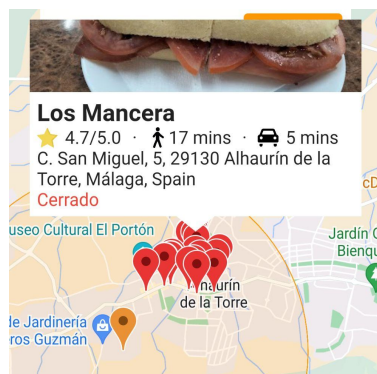 Los Mancera
4.7/5.0 · 17 mins · 5 mins
C. San Miguel, 5, 29130 Alhaurín de la
Torre, Málaga, Spain
Cerrado
useo Cultural El Portón
Jardín
Bienqu
de la Torre
de Jardinería
ros Guzmán